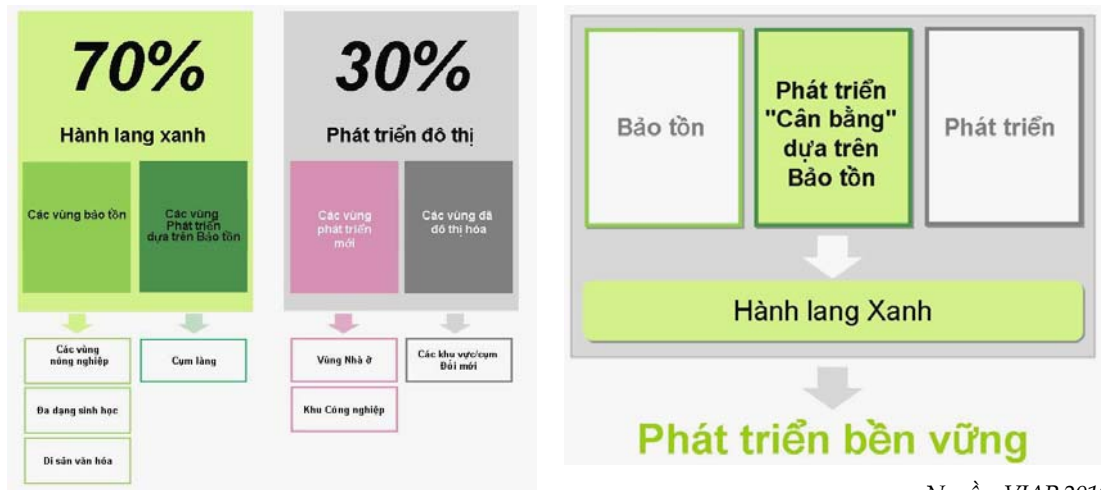 70%
Hành lang xanh
Các vùng bảo tồn
Các vùng
Phát triển
dựa trên Bảo tồn
Các vùng
nông nghiệp
Cụm làng
Đa dạng sinh học
Di sản văn hóa
30%
Phát triển đô thị
Các vùng
phát triển
mới
Các vùng đã
đô thị hóa
Vùng Nhà ở
Các khu vực/cụm
Đổi mới
Khu Công nghiệp
Bảo tồn
Phát triển
"Cân bằng"
dựa trên
Bảo tồn
Phát triển
Hành lang Xanh
Phát triển bền vững